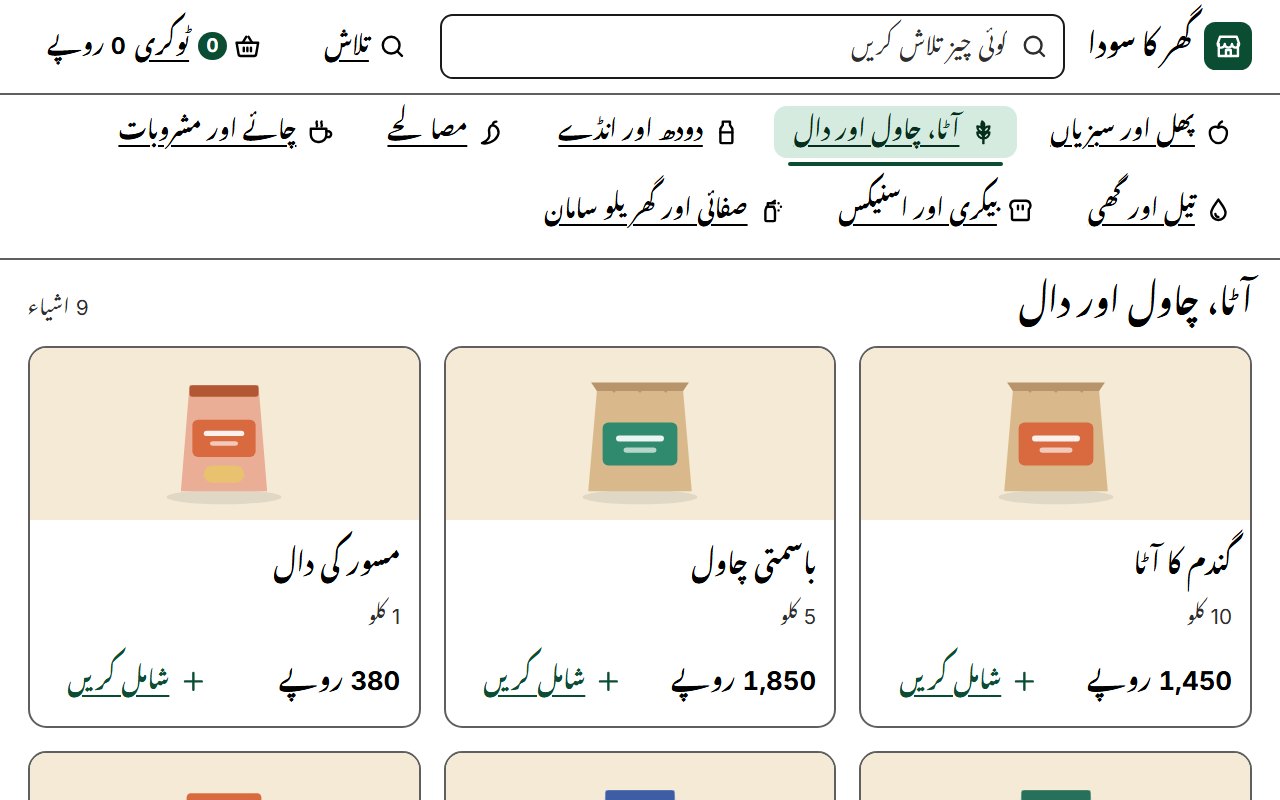 گھر کا سودا
کوئی چیز تلاش کریں
تلاش
0 ٹوکری 0 روپے
پھل اور سبزیاں
آٹا، چاول اور دال
دودھ اور انڈے
مصالحے
چائے اور مشروبات
تیل اور گھی
بیکری اور اسنیکس
صفائی اور گھریلو سامان
آٹا، چاول اور دال
9 اشیاء
گندم کا آٹا
10 کلو
1,450 روپے
شامل کریں
باسمتی چاول
5 کلو
1,850 روپے
شامل کریں
مسور کی دال
1 کلو
380 روپے
شامل کریں